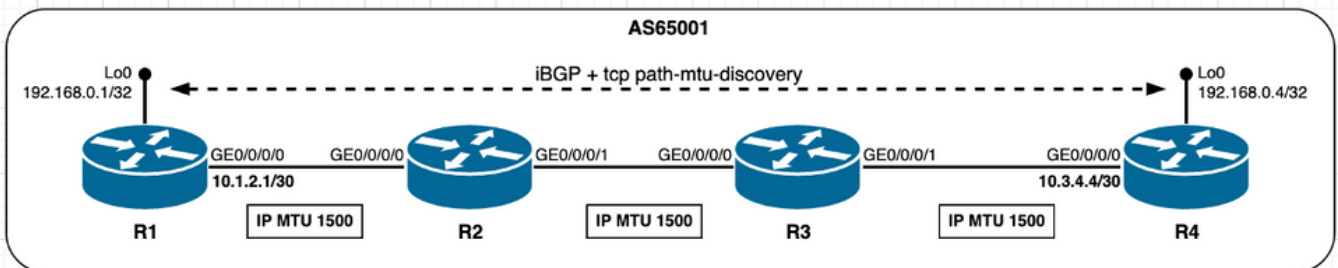 AS65001
iBGP + tcp path-mtu-discovery
Lo0
192.168.0.1/32
Lo0
192.168.0.4/32
GE0/0/0/0
GE0/0/0/0
GE0/0/0/1
GE0/0/0/0
GE0/0/0/1
GE0/0/0/0
10.1.2.1/30
10.3.4.4/30
IP MTU 1500
IP MTU 1500
IP MTU 1500
R1
R2
R3
R4